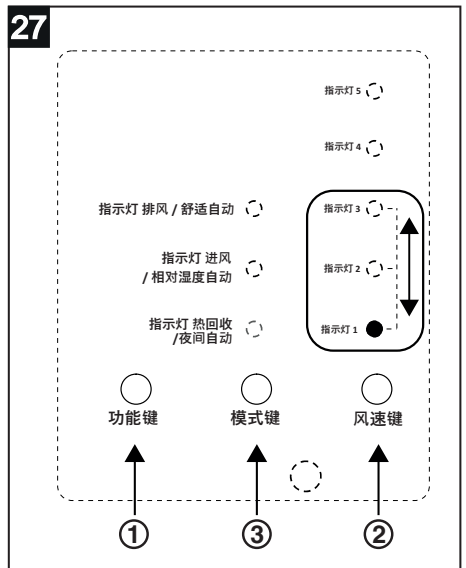 27
指示灯 5
指示灯 4
指示灯 排风 / 舒适自动
指示灯 3
指示灯 进风
/ 相对湿度自动
指示灯 2
指示灯 热回收
/夜间自动
指示灯 1
功能键
模式键
风速键
①
③
②